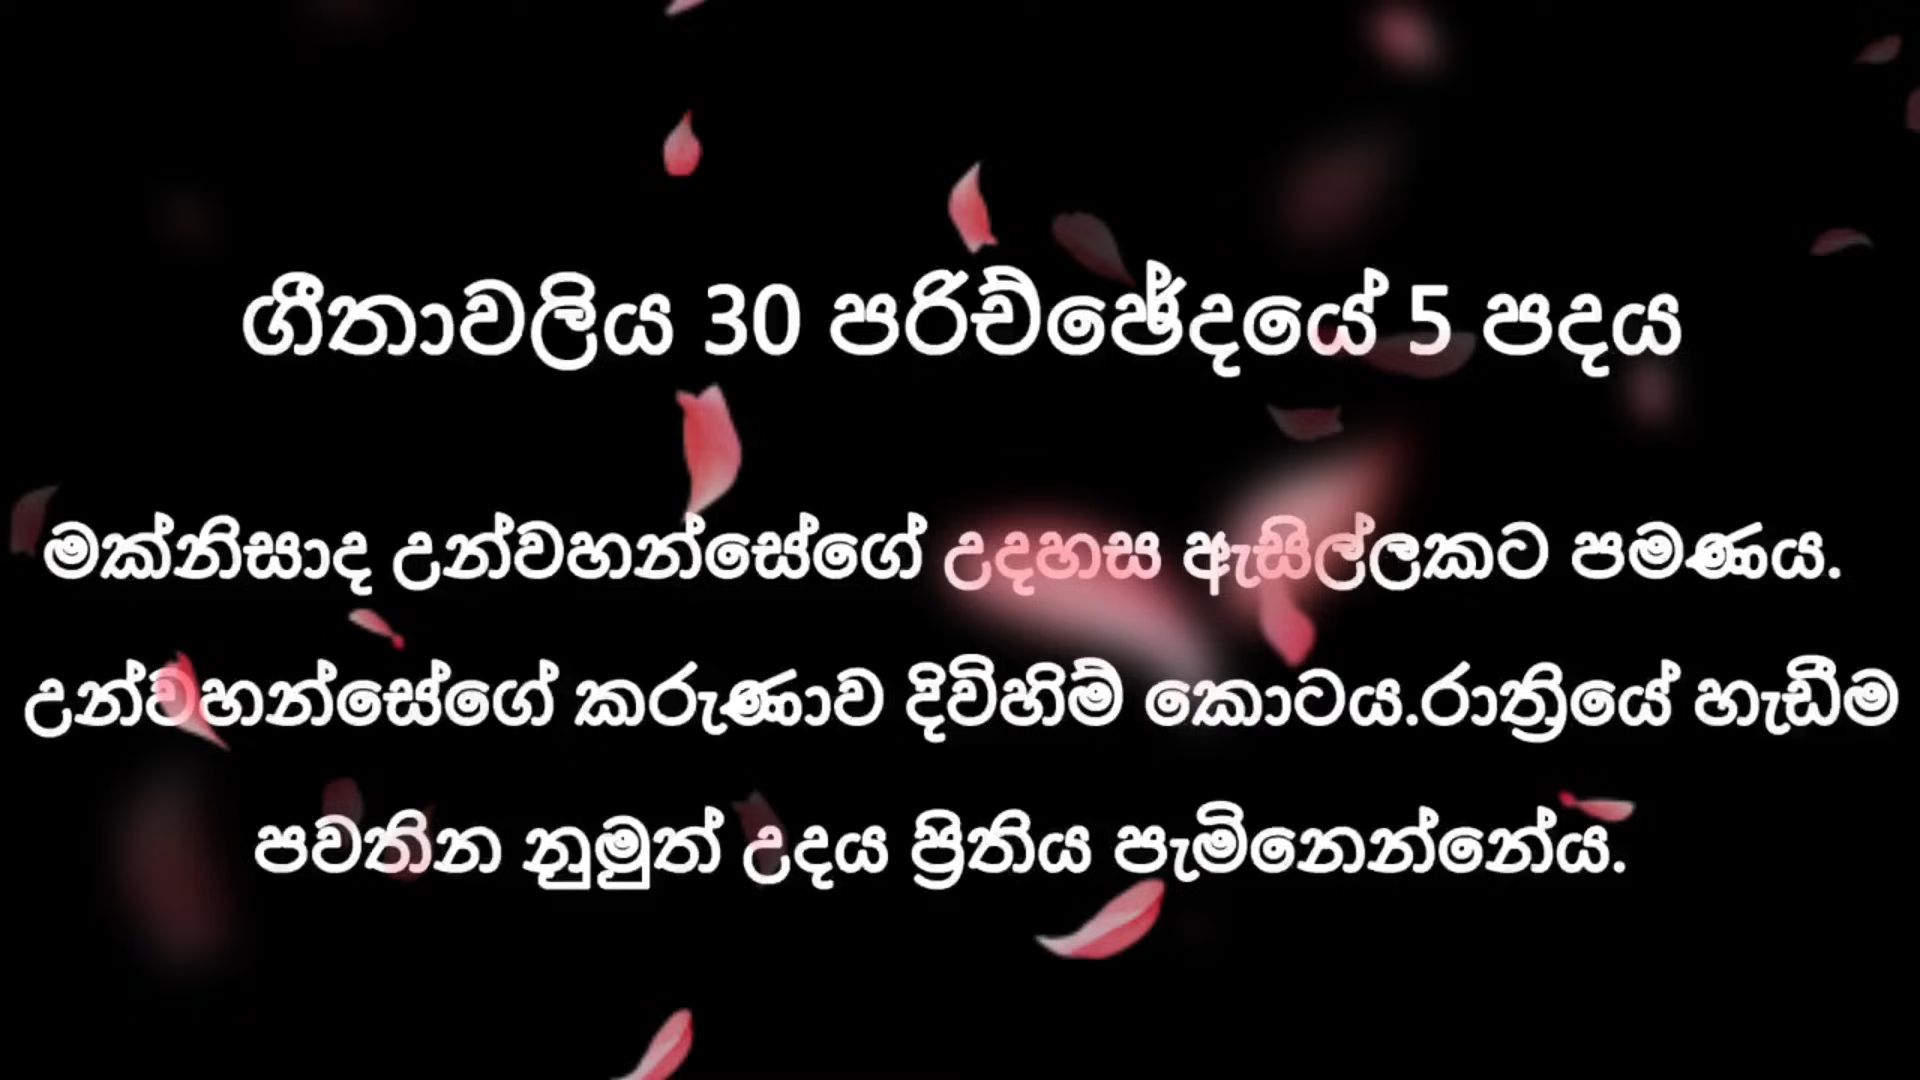 ගීතාවලිය 30 පරිච්ඡේදයේ 5 පදය
මක්නිසාද උන්වහන්සේගේ උදහස ඇසිල්ලකට පමණය.
උන්වහන්සේගේ කරුණාව දිවිහිම් කොටය.රාත්‍රියේ හැඩීම
පවතින නුමුත් උදය ප්‍රිතිය පැමිනෙන්නේය.